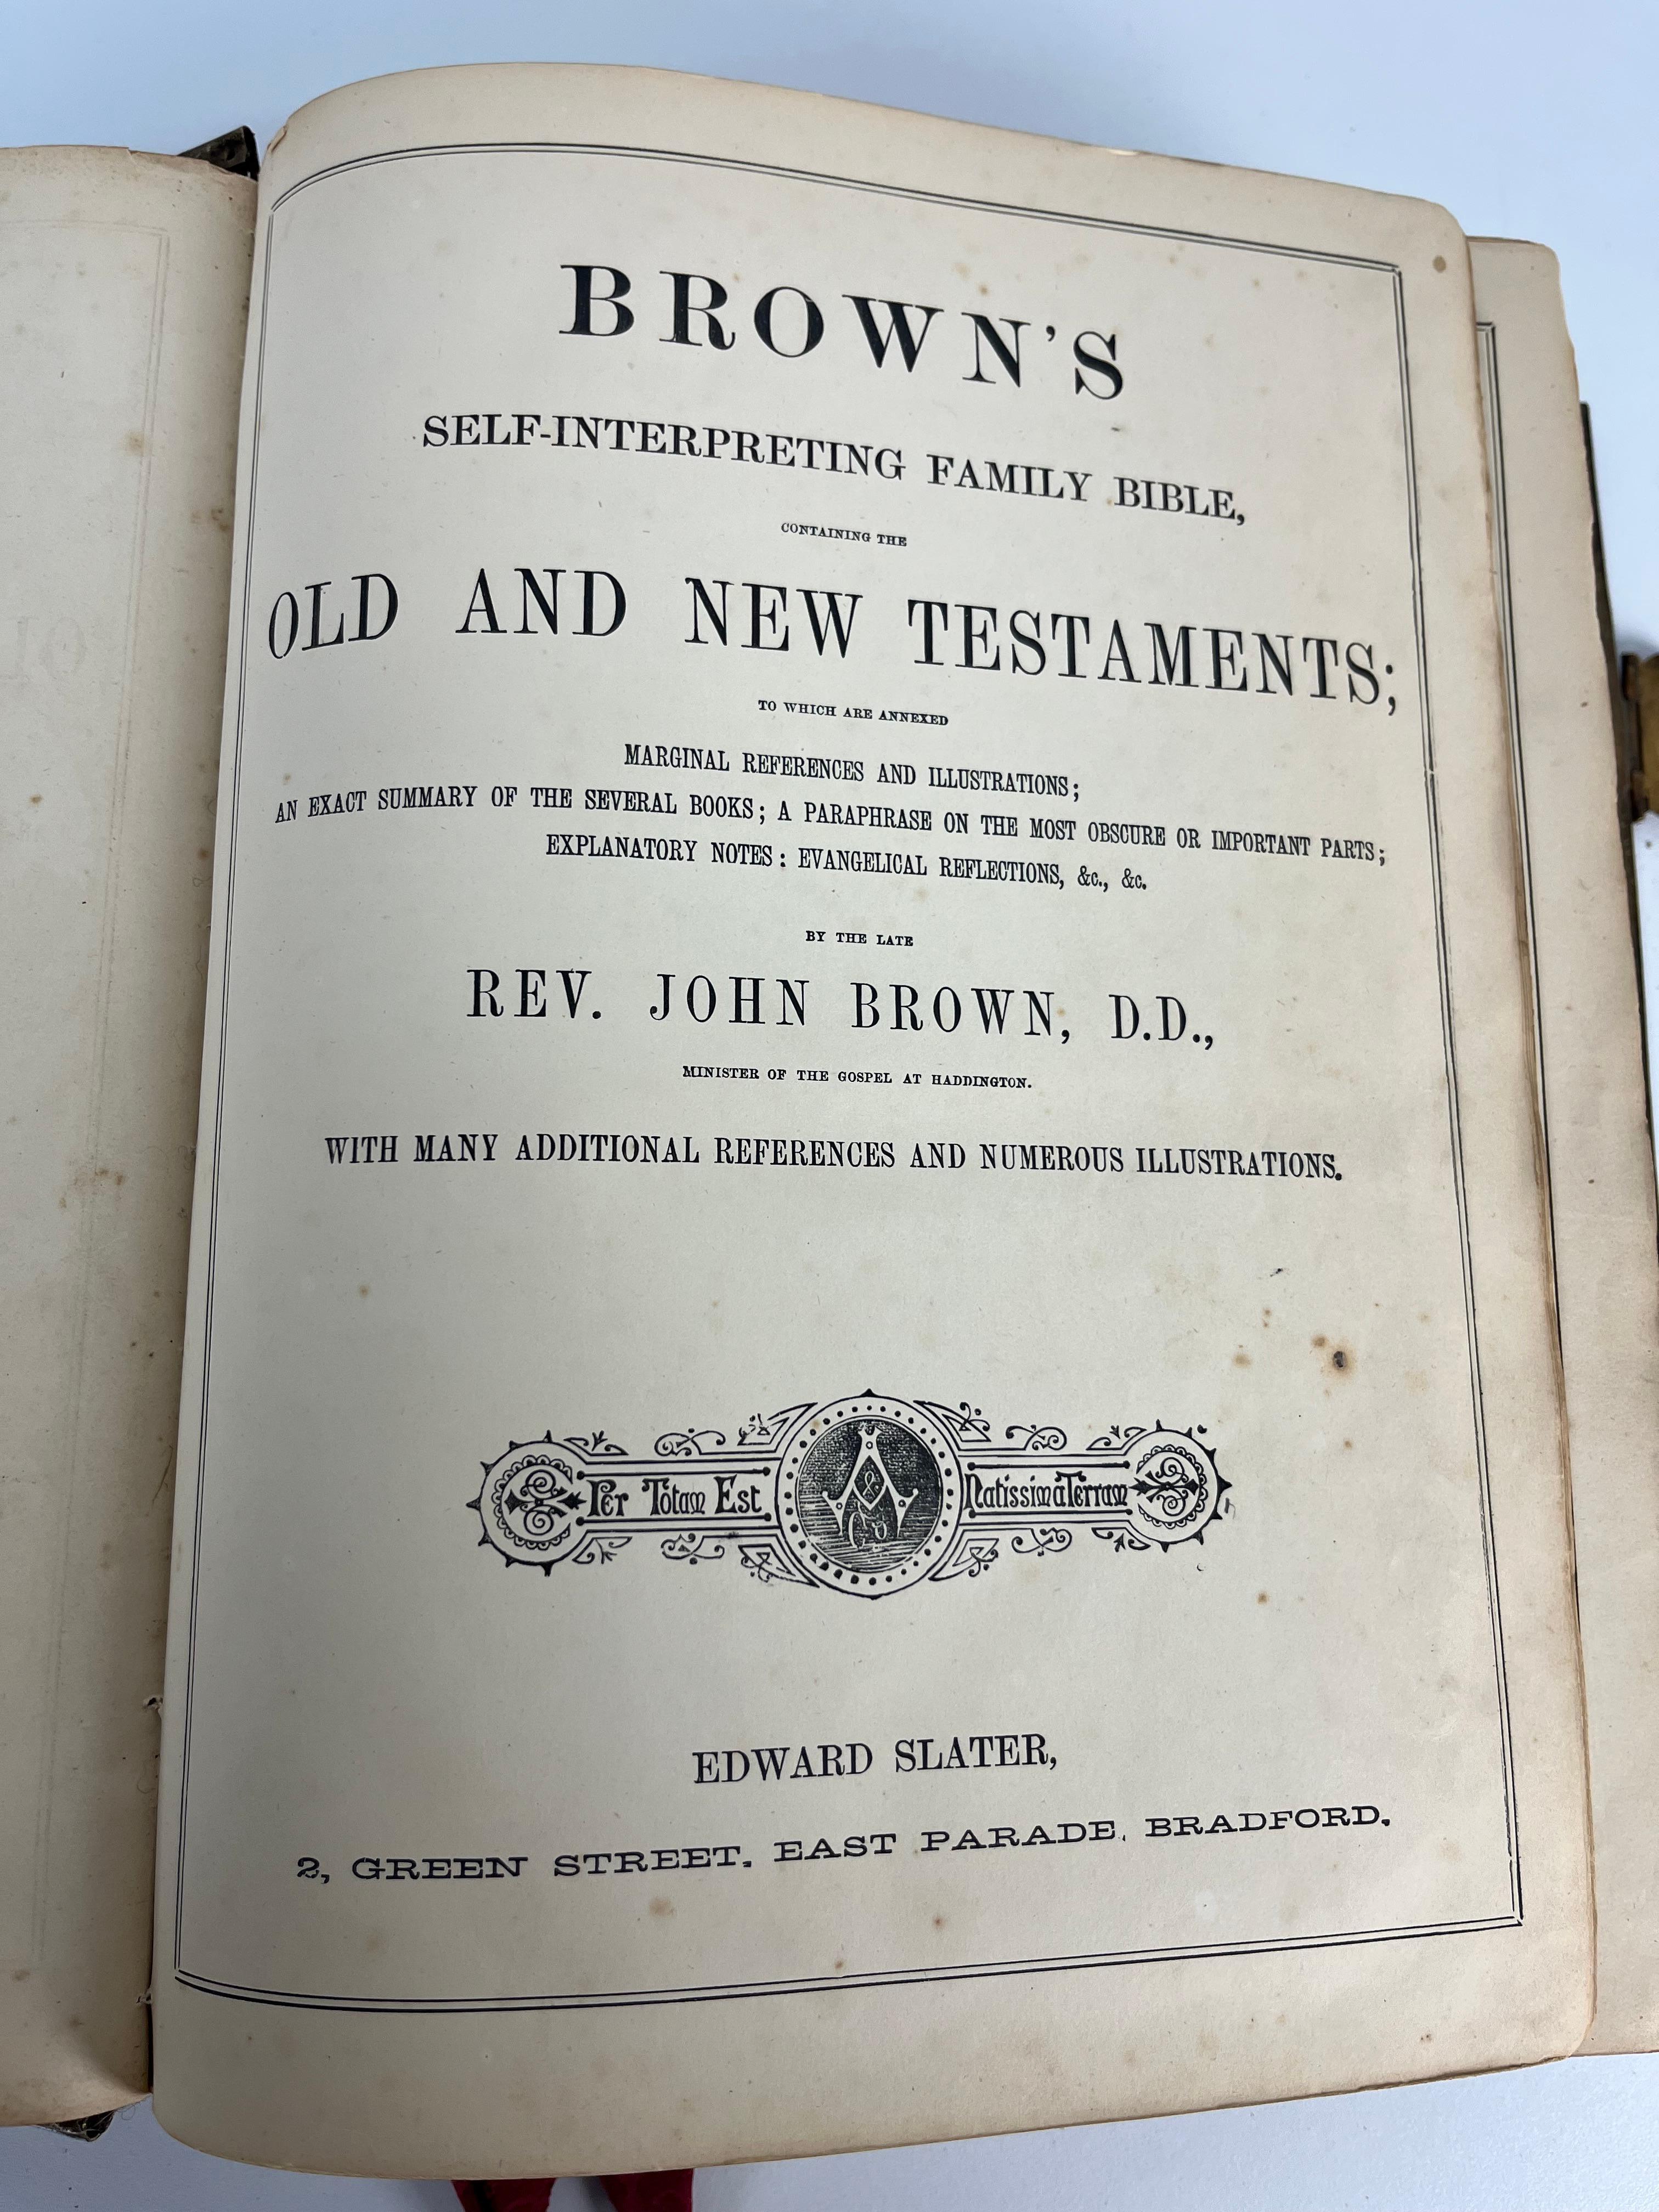 BROWN'S
SELF-INTERPRETING FAMILY BIBLE,
CONTAINING THE
OLD AND NEW TESTAMENTS;
TO WHICH ARE ANNEXED
MARGINAL REFERENCES AND ILLUSTRATIONS;
AN EXACT SUMMARY OF THE SEVERAL BOOKS; A PARAPHRASE ON THE MOST OBSCURE OR IMPORTANT PARTS;
EXPLANATORY NOTES: EVANGELICAL REFLECTIONS, &c., &c.
BY THE LATE
REV. JOHN BROWN, D.D.,
MINISTER OF THE GOSPEL AT HADDINGTON.
WITH MANY ADDITIONAL REFERENCES AND NUMEROUS ILLUSTRATIONS.
Per Totam Est Natissima Terram
EDWARD SLATER,
2, GREEN STREET, EAST PARADE, BRADFORD.